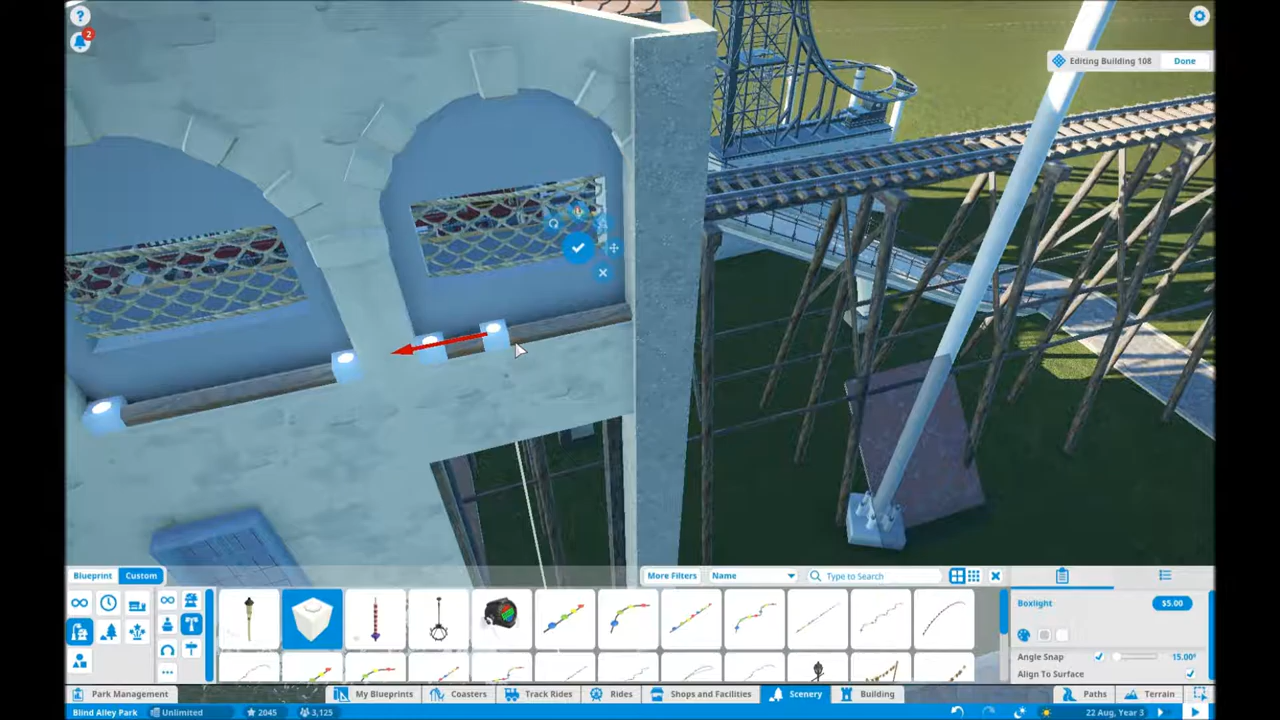 ?
2
Editing Building 108
Done
Blueprint
Custom
More Filters
Name
Type to Search
Boxlight
$5.00
Angle Snap
15.00°
Align To Surface
Park Management
My Blueprints
Coasters
Track Rides
Rides
Shops and Facilities
Scenery
Building
Paths
Terrain
Blind Alley Park
Unlimited
2045
3,125
22 Aug, Year 3